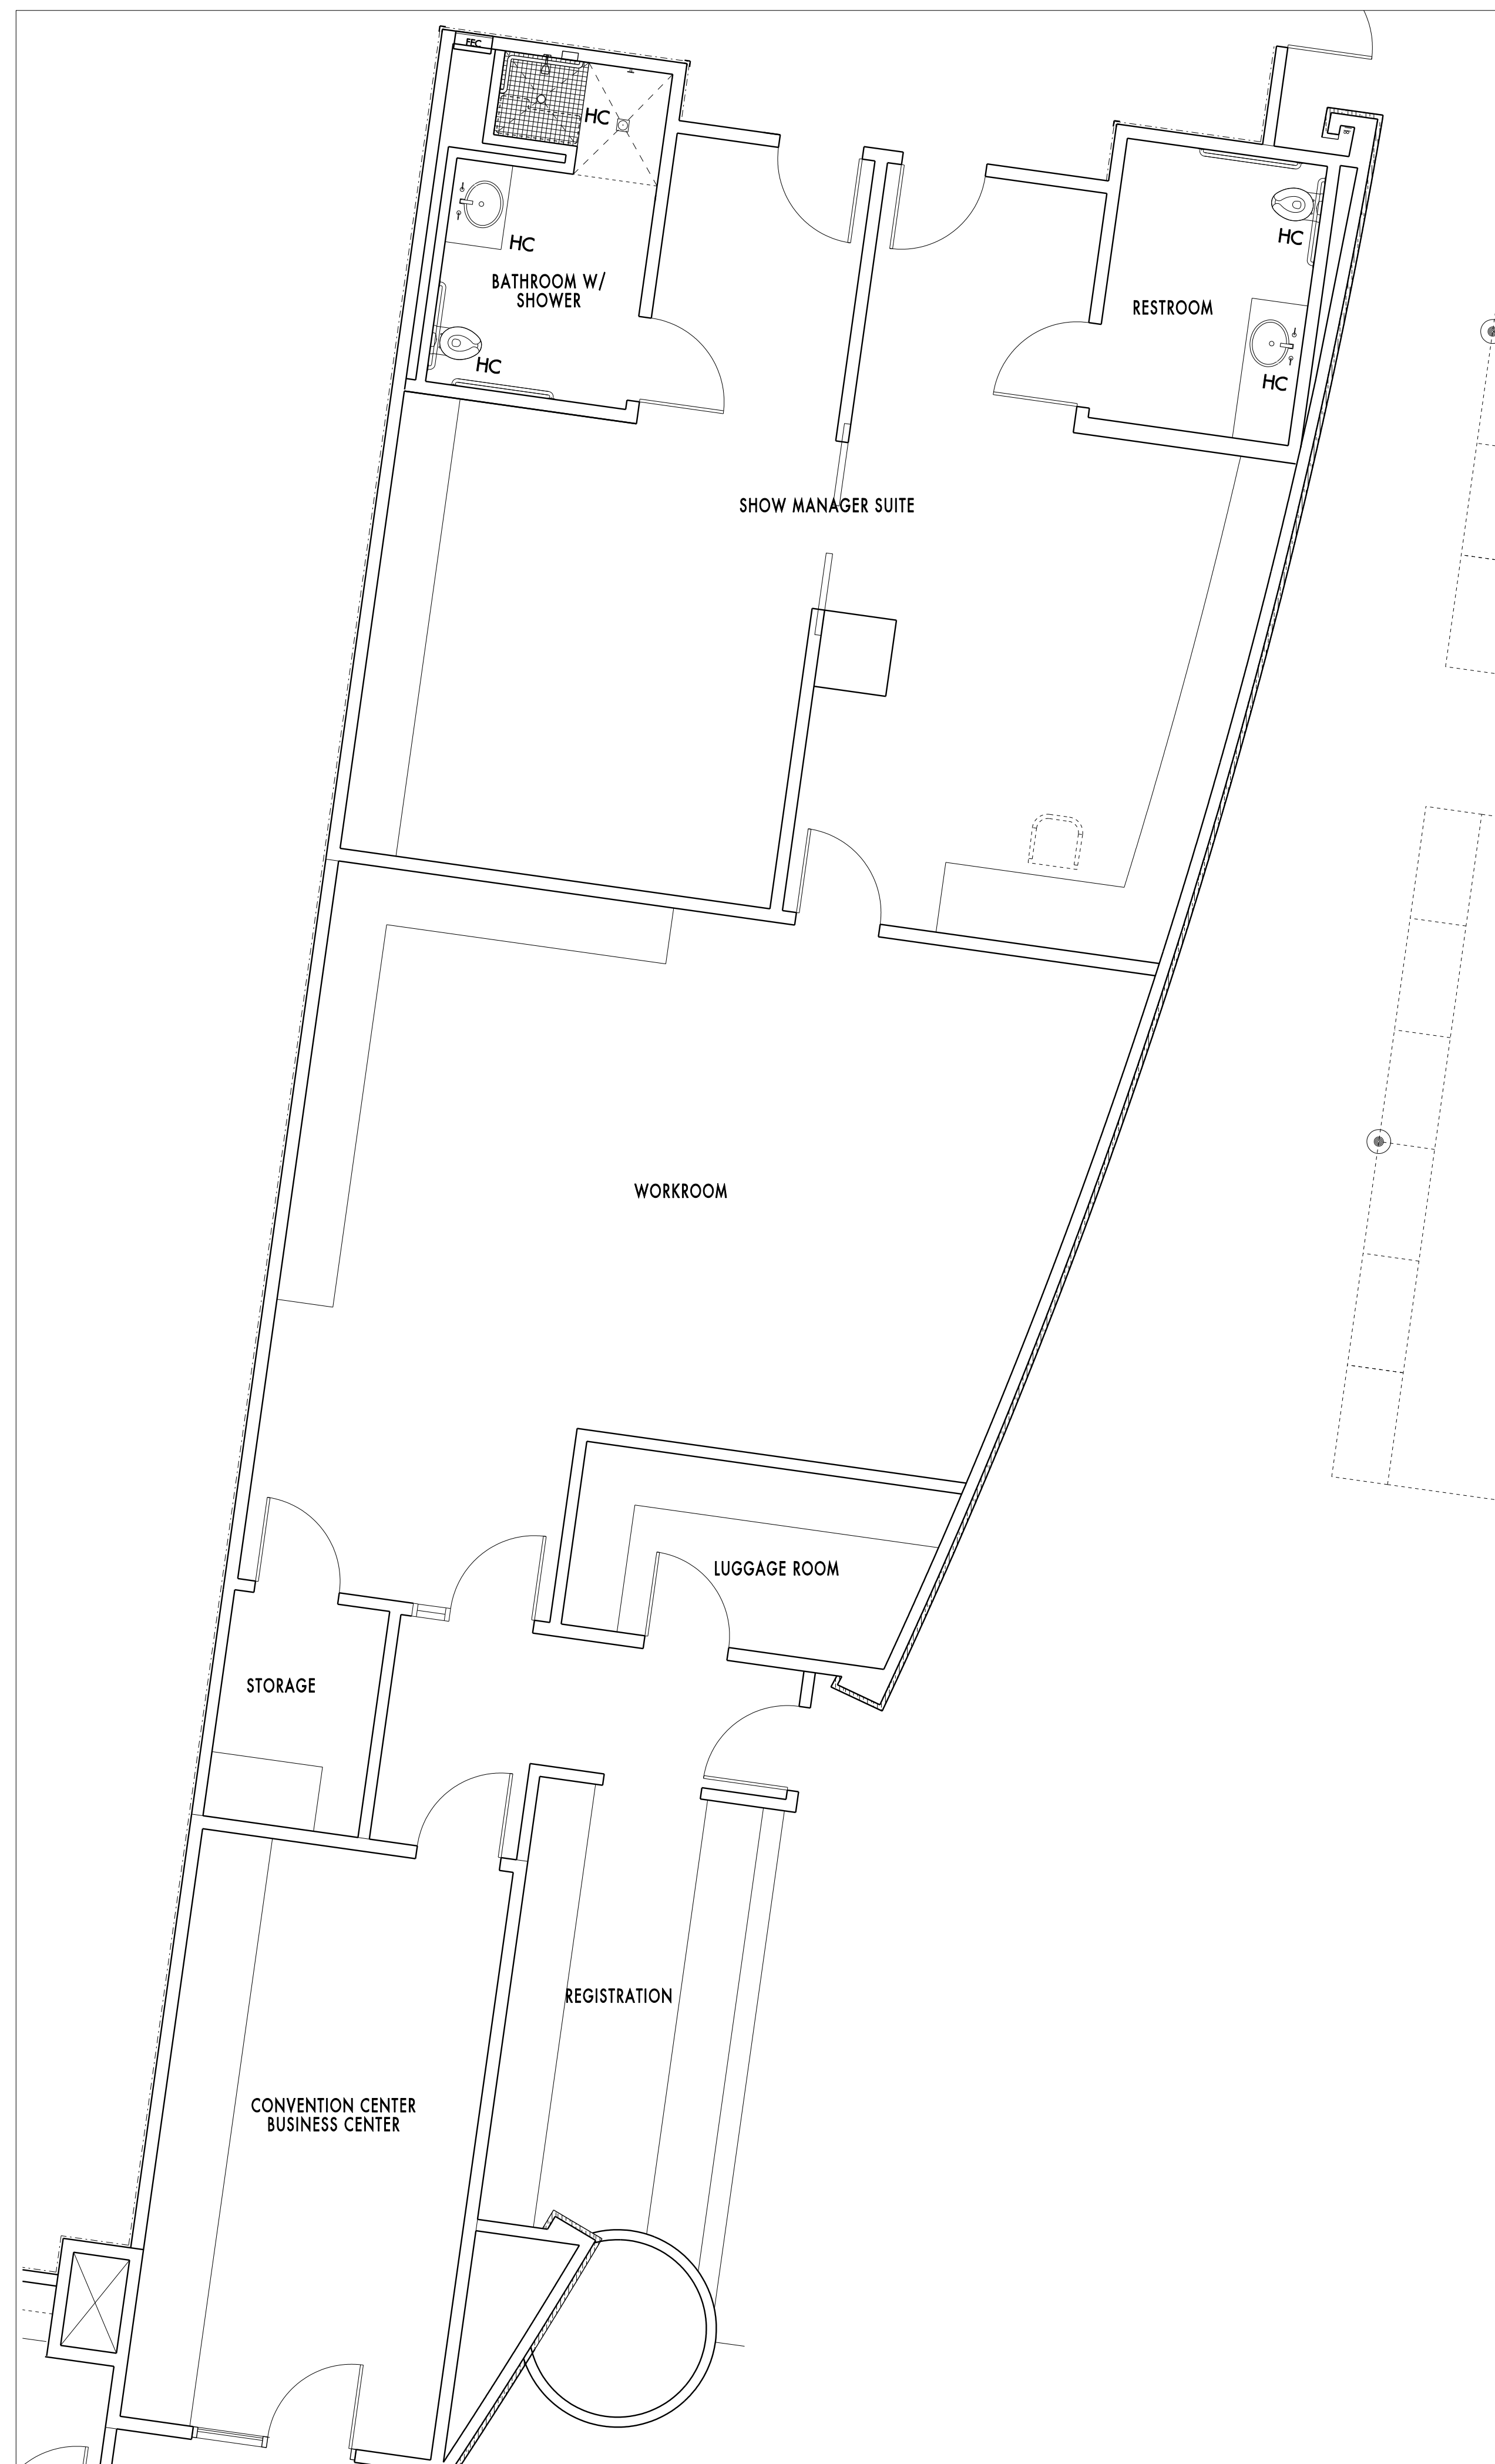 FEC
HC
HC
BATHROOM W/
SHOWER
HC
HC
RESTROOM
HC
SHOW MANAGER SUITE
WORKROOM
LUGGAGE ROOM
STORAGE
REGISTRATION
CONVENTION CENTER
BUSINESS CENTER